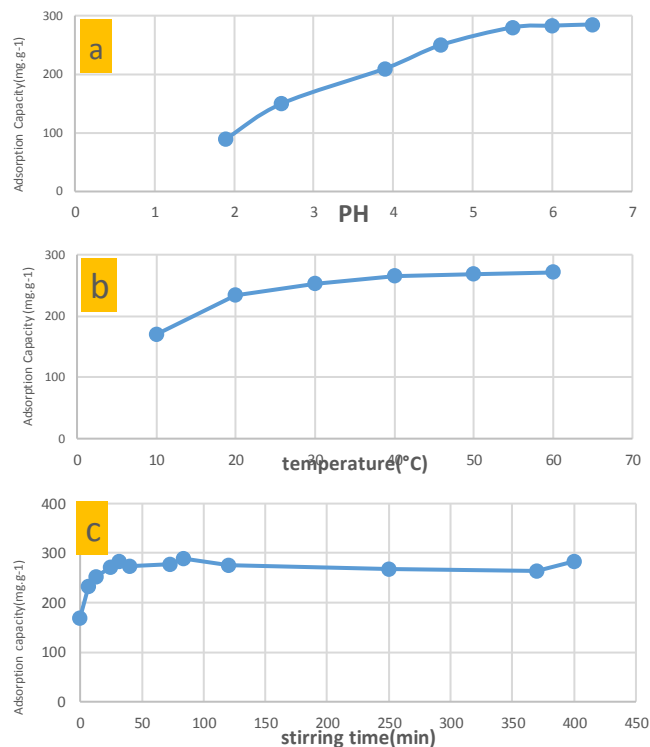 a
Adsorption Capacity(mg.g-1)
300
200
100
0
0 1 2 3 4 5 6 7
PH
b
Adsorption Capacity(mg.g-1)
300
200
100
0
0 10 20 30 40 50 60 70
temperature(°C)
c
Adsorption capacity(mg.g-1)
400
300
200
100
0
0 50 100 150 200 250 300 350 400 450
stirring time(min)